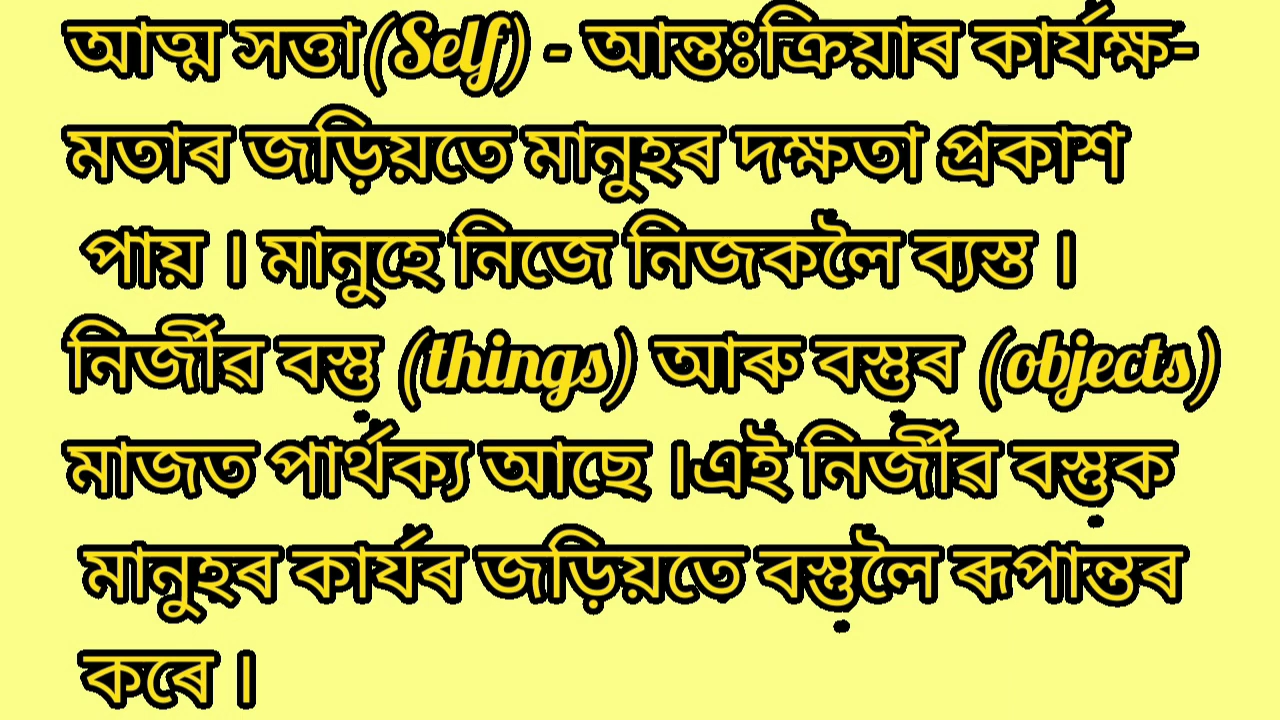 আত্ম সত্তা(Self) - আন্তঃক্ৰিয়াৰ কাৰ্যক্ষ-
মতাৰ জড়িয়তে মানুহৰ দক্ষতা প্ৰকাশ
পায় । মানুহে নিজে নিজকলৈ ব্যস্ত ।
নিৰ্জীৱ বস্তু (things) আৰু বস্তুৰ (objects)
মাজত পাৰ্থক্য আছে ।এই নিৰ্জীৱ বস্তুক
মানুহৰ কাৰ্যৰ জড়িয়তে বস্তুলৈ ৰূপান্তৰ
কৰে ।